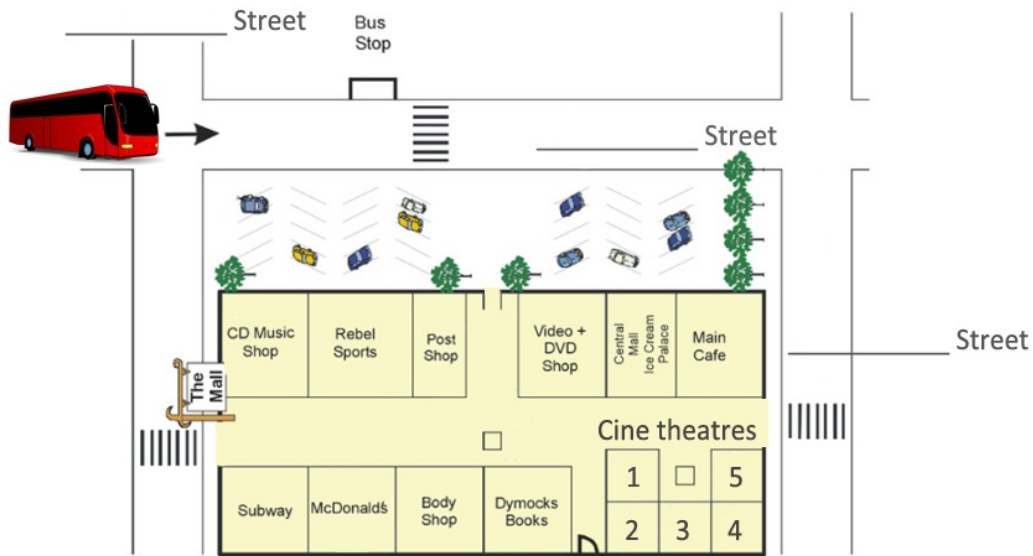 Street
Bus
Stop
Street
CD Music
Shop
Rebel
Sports
Post
Shop
Video +
DVD
Shop
Central
Mall
Ice Cream
Palace
Main
Cafe
Street
The
Mall
Cine theatres
1
5
Subway
McDonald's
Body
Shop
Dymocks
Books
2
3
4